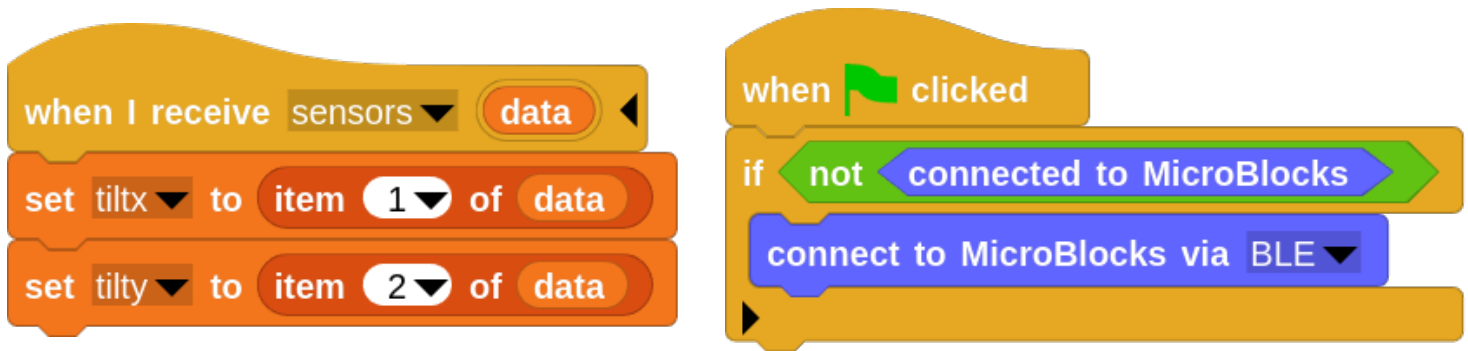 when I receive sensors data
set tiltx to item 1 of data
set tilty to item 2 of data
when clicked
if not connected to MicroBlocks
connect to MicroBlocks via BLE